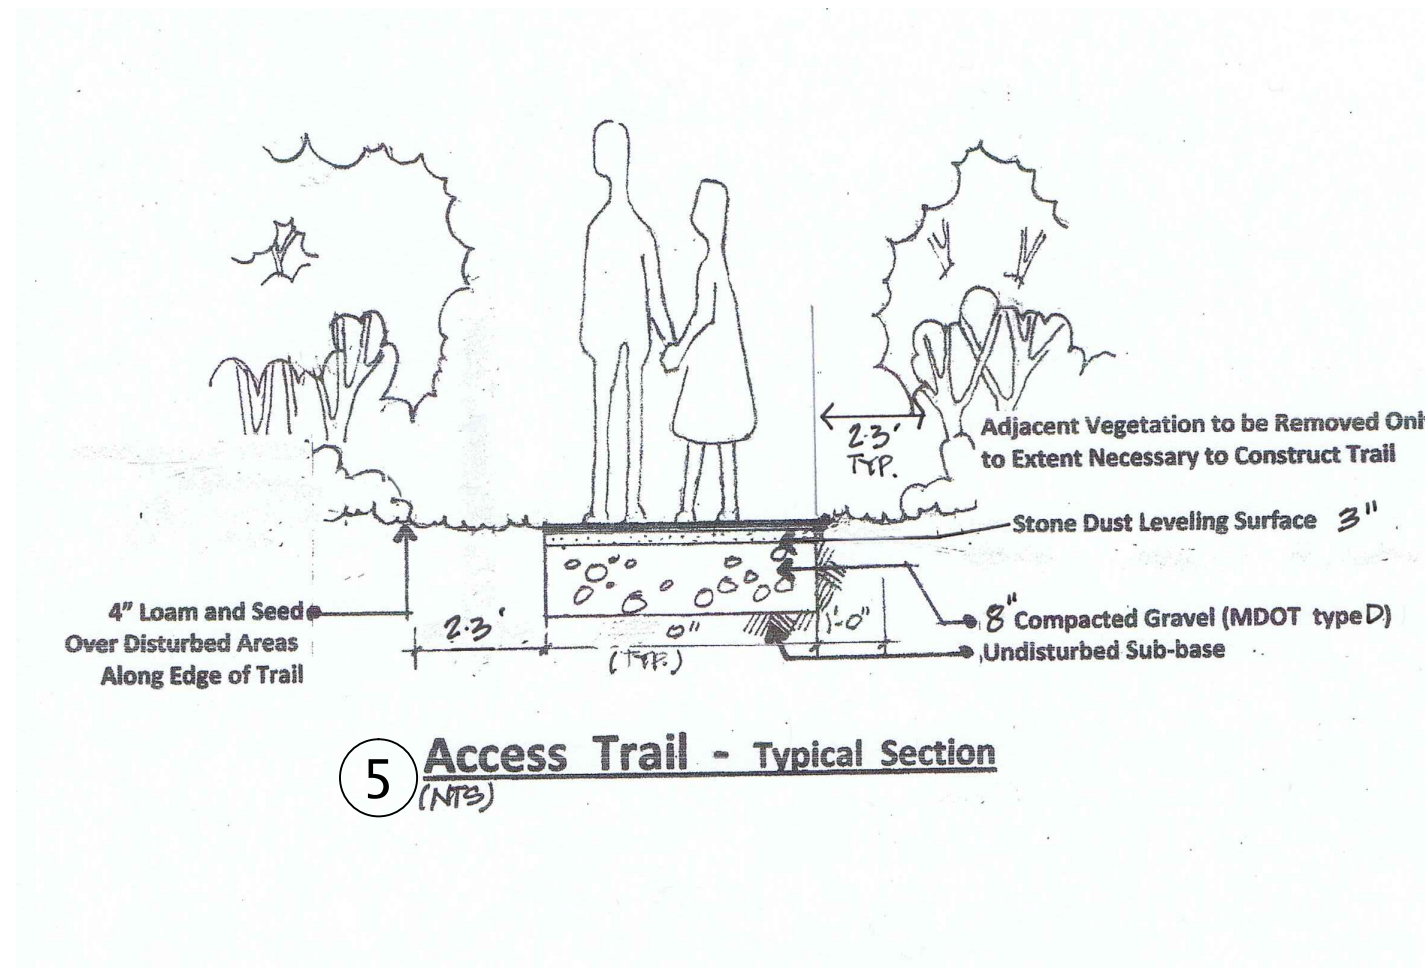 2·3'
TYP.
Adjacent Vegetation to be Removed Onl
to Extent Necessary to Construct Trail
Stone Dust Leveling Surface 3"
4" Loam and Seed
Over Disturbed Areas
Along Edge of Trail
2·3'
0"
(TYP.)
1'-0"
8" Compacted Gravel (MDOT type D)
Undisturbed Sub-base
5 Access Trail - Typical Section
(NTS)